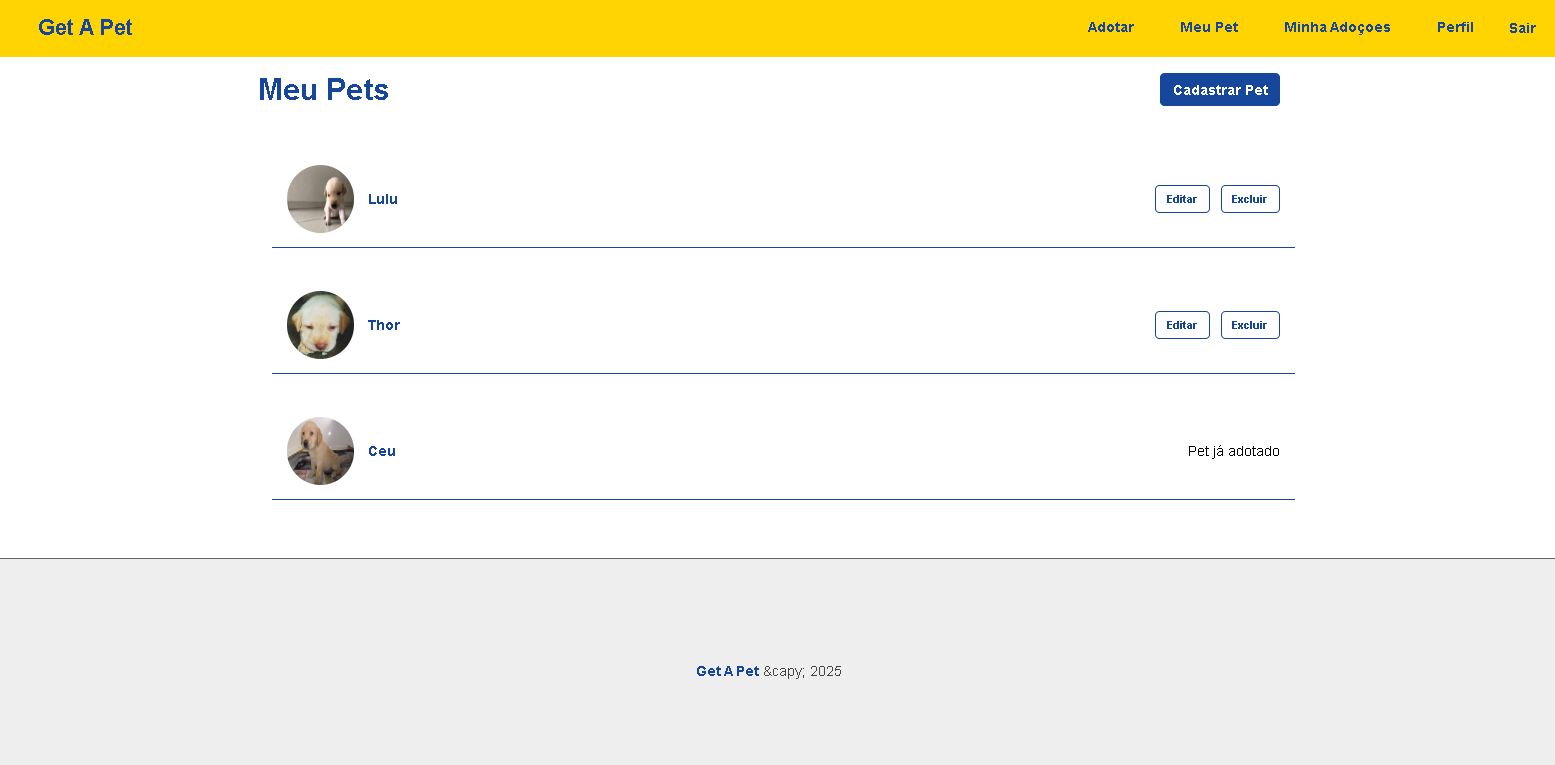 Get A Pet Adotar Meu Pet Minha Adoçoes Perfil Sair
Meu Pets Cadastrar Pet
Lulu Editar Excluir
Thor Editar Excluir
Ceu Pet já adotado
Get A Pet &capy; 2025